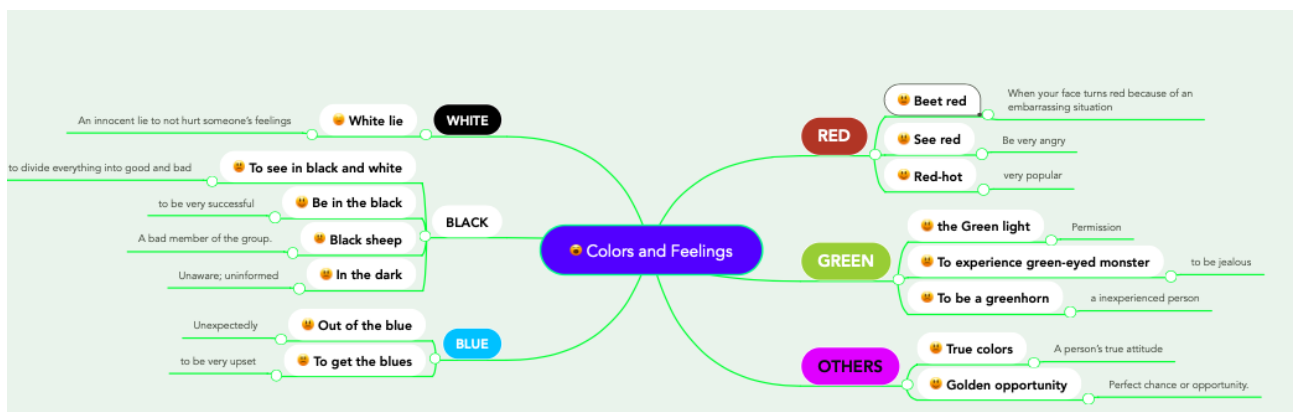 Colors and Feelings
WHITE
White lie
An innocent lie to not hurt someone's feelings
BLACK
To see in black and white
to divide everything into good and bad
Be in the black
to be very successful
Black sheep
A bad member of the group.
In the dark
Unaware; uninformed
BLUE
Out of the blue
Unexpectedly
To get the blues
to be very upset
RED
Beet red
When your face turns red because of an
embarrassing situation
See red
Be very angry
Red-hot
very popular
GREEN
the Green light
Permission
To experience green-eyed monster
to be jealous
To be a greenhorn
a inexperienced person
OTHERS
True colors
A person's true attitude
Golden opportunity
Perfect chance or opportunity.